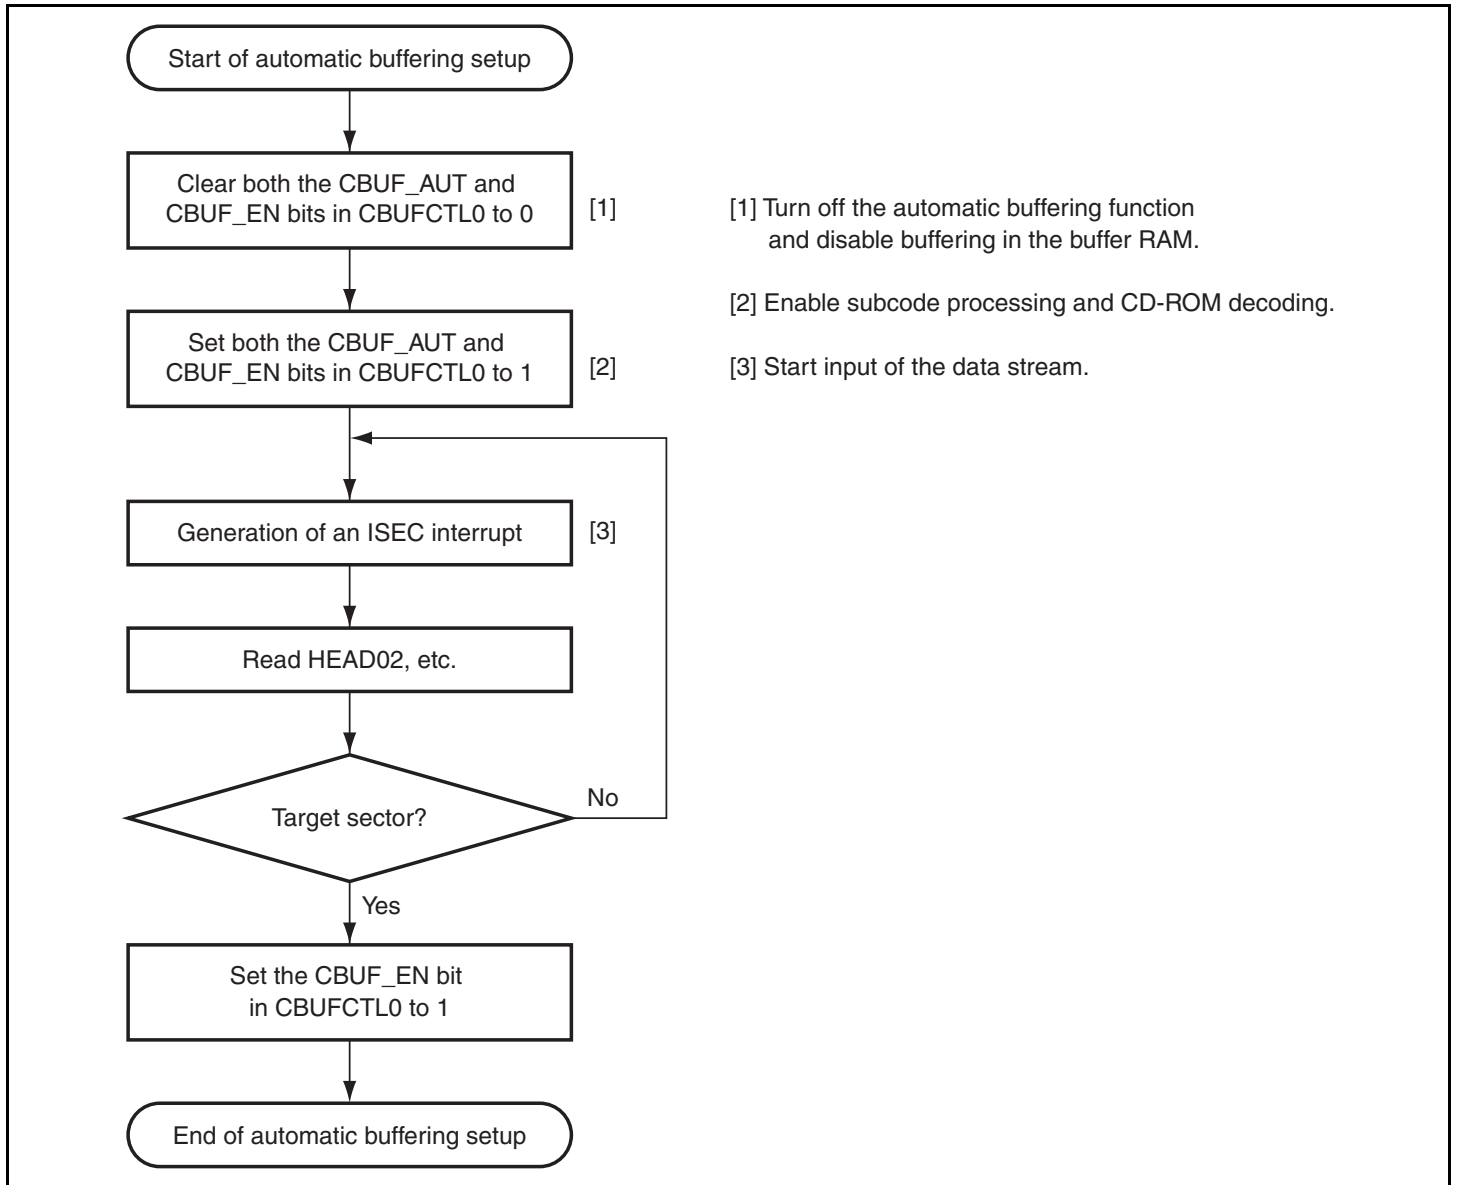 Start of automatic buffering setup
Clear both the CBUF_AUT and
CBUF_EN bits in CBUFCTL0 to 0
[1]
[1] Turn off the automatic buffering function
and disable buffering in the buffer RAM.
[2] Enable subcode processing and CD-ROM decoding.
Set both the CBUF_AUT and
CBUF_EN bits in CBUFCTL0 to 1
[2]
[3] Start input of the data stream.
Generation of an ISEC interrupt
[3]
Read HEAD02, etc.
Target sector?
No
Yes
Set the CBUF_EN bit
in CBUFCTL0 to 1
End of automatic buffering setup